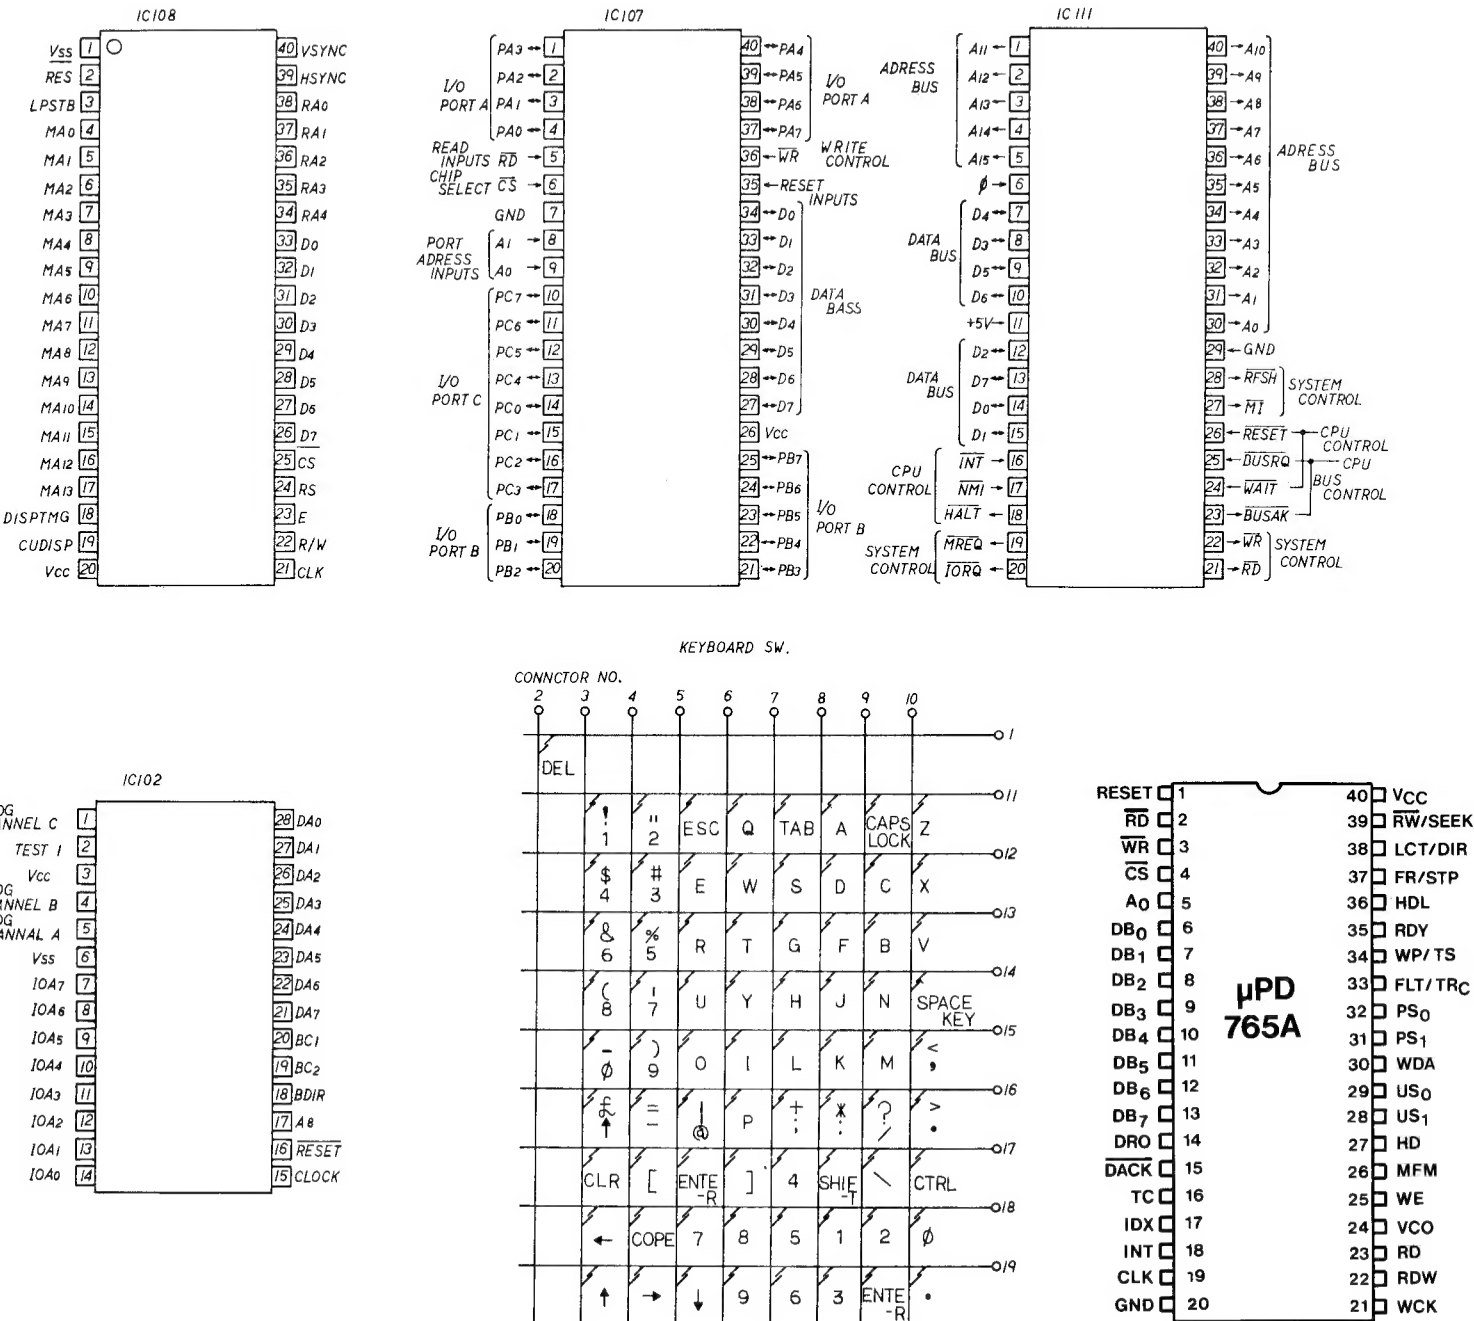 IC108
Vss 1
RES 2
LPSTB 3
MA0 4
MA1 5
MA2 6
MA3 7
MA4 8
MA5 9
MA6 10
MA7 11
MA8 12
MA9 13
MA10 14
MA11 15
MA12 16
MA13 17
DISPTMG 18
CUDISP 19
Vcc 20
40 VSYNC
39 HSYNC
38 RA0
37 RA1
36 RA2
35 RA3
34 RA4
33 D0
32 D1
31 D2
30 D3
29 D4
28 D5
27 D6
26 D7
25 CS
24 RS
23 E
22 R/W
21 CLK
IC107
I/O
PORT A
PA3 ↔ 1
PA2 ↔ 2
PA1 ↔ 3
PA0 ↔ 4
READ
INPUTS RD → 5
CHIP
SELECT CS → 6
GND 7
PORT
ADRESS
INPUTS
A1 → 8
A0 → 9
I/O
PORT C
PC7 ↔ 10
PC6 ↔ 11
PC5 ↔ 12
PC4 ↔ 13
PC0 ↔ 14
PC1 ↔ 15
PC2 ↔ 16
PC3 ↔ 17
I/O
PORT B
PB0 ↔ 18
PB1 ↔ 19
PB2 ↔ 20
40 ↔ PA4
39 ↔ PA5
38 ↔ PA6
37 ↔ PA7
I/O
PORT A
36 ← WR WRITE
CONTROL
35 ← RESET
INPUTS
34 ↔ D0
33 ↔ D1
32 ↔ D2
31 ↔ D3
30 ↔ D4
29 ↔ D5
28 ↔ D6
27 ↔ D7
DATA
BASS
26 Vcc
25 ↔ PB7
24 ↔ PB6
23 ↔ PB5
22 ↔ PB4
21 ↔ PB3
I/O
PORT B
IC111
ADRESS
BUS
A11 ← 1
A12 ← 2
A13 ← 3
A14 ← 4
A15 ← 5
ϕ → 6
DATA
BUS
D4 ↔ 7
D3 ↔ 8
D5 ↔ 9
D6 ↔ 10
+5V 11
DATA
BUS
D2 ↔ 12
D7 ↔ 13
D0 ↔ 14
D1 ↔ 15
CPU
CONTROL
INT → 16
NMI → 17
HALT ← 18
SYSTEM
CONTROL
MREQ ← 19
IORQ ← 20
40 → A10
39 → A9
38 → A8
37 → A7
36 → A6
35 → A5
34 → A4
33 → A3
32 → A2
31 → A1
30 → A0
ADRESS
BUS
29 ← GND
28 → RFSH
27 → M1
SYSTEM
CONTROL
26 ← RESET CPU
CONTROL
25 ← BUSRQ CPU
BUS
CONTROL
24 ← WAIT
23 → BUSAK
22 → WR
21 → RD
SYSTEM
CONTROL
KEYBOARD SW.
CONNCTOR NO.
2 3 4 5 6 7 8 9 10
1
DEL
11
! 1 " 2 ESC Q TAB A CAPS LOCK Z
12
$ 4 # 3 E W S D C X
13
& 6 % 5 R T G F B V
14
( 8 ' 7 U Y H J N SPACE KEY
15
_ ϕ ) 9 O I L K M < ,
16
£ ↑ = - | @ P + ; * : ? / > .
17
CLR [ ENTE-R ] 4 SHIF-T \ CTRL
18
← COPE 7 8 5 1 2 ϕ
19
↑ → ↓ 9 6 3 ENTE-R .
IC102
OG
NNEL C 1
TEST 1 2
Vcc 3
OG
NNEL B 4
OG
NNAL A 5
Vss 6
IOA7 7
IOA6 8
IOA5 9
IOA4 10
IOA3 11
IOA2 12
IOA1 13
IOA0 14
28 DA0
27 DA1
26 DA2
25 DA3
24 DA4
23 DA5
22 DA6
21 DA7
20 BC1
19 BC2
18 BDIR
17 A8
16 RESET
15 CLOCK
µPD
765A
RESET 1
RD 2
WR 3
CS 4
A0 5
DB0 6
DB1 7
DB2 8
DB3 9
DB4 10
DB5 11
DB6 12
DB7 13
DRO 14
DACK 15
TC 16
IDX 17
INT 18
CLK 19
GND 20
40 VCC
39 RW/SEEK
38 LCT/DIR
37 FR/STP
36 HDL
35 RDY
34 WP/TS
33 FLT/TRC
32 PS0
31 PS1
30 WDA
29 US0
28 US1
27 HD
26 MFM
25 WE
24 VCO
23 RD
22 RDW
21 WCK